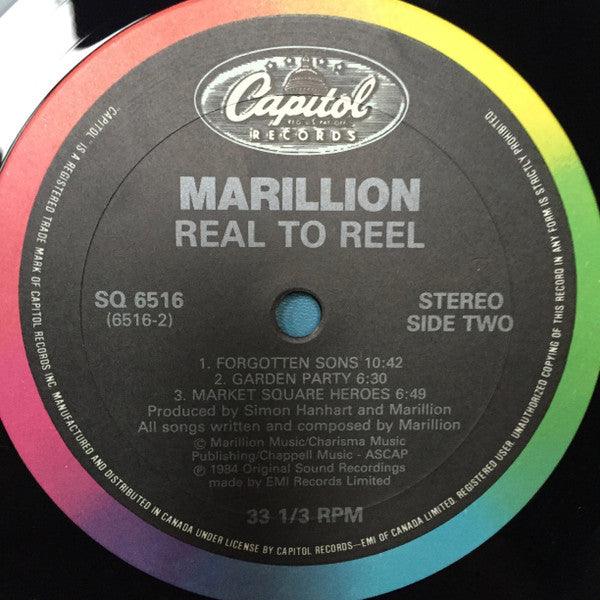 Capitol
REG. U.S. PAT. OFF.
RECORDS
MARILLION
REAL TO REEL
SQ 6516
(6516-2)
STEREO
SIDE TWO
1. FORGOTTEN SONS 10:42
2. GARDEN PARTY 6:30
3. MARKET SQUARE HEROES 6:49
Produced by Simon Hanhart and Marillion
All songs written and composed by Marillion
© Marillion Music/Charisma Music
Publishing/Chappell Music - ASCAP
℗ 1984 Original Sound Recordings
made by EMI Records Limited
33 1/3 RPM
"CAPITOL" IS A REGISTERED TRADE MARK OF CAPITOL RECORDS INC. MANUFACTURED AND DISTRIBUTED IN CANADA UNDER LICENSE BY CAPITOL RECORDS—EMI OF CANADA LIMITED, REGISTERED USER. UNAUTHORIZED COPYING OF THIS RECORD IN ANY FORM IS STRICTLY PROHIBITED.